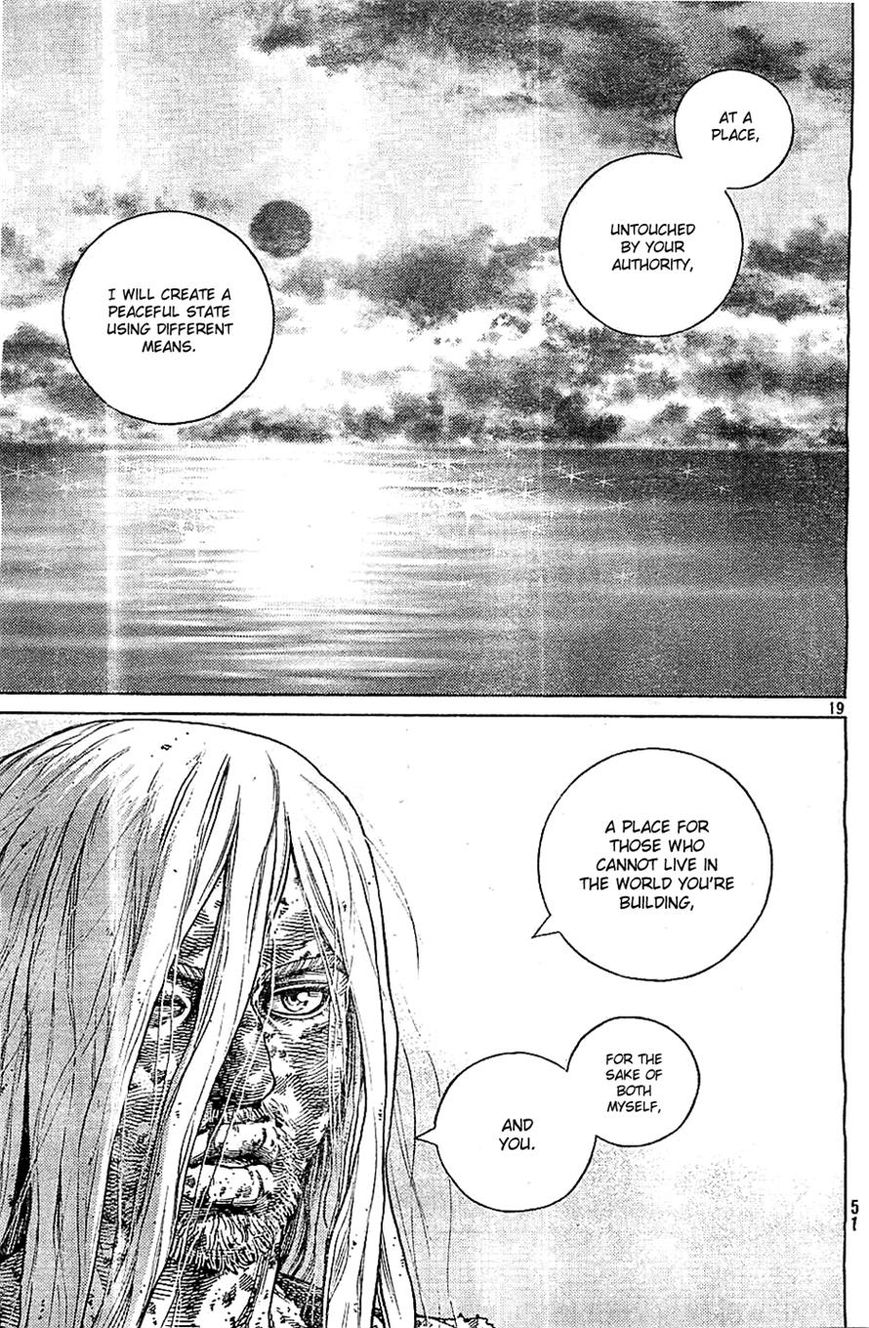 AT A
PLACE,
UNTOUCHED
BY YOUR
AUTHORITY,
I WILL CREATE A
PEACEFUL STATE
USING DIFFERENT
MEANS.
19
A PLACE FOR
THOSE WHO
CANNOT LIVE IN
THE WORLD YOU'RE
BUILDING,
FOR THE
SAKE OF
BOTH
MYSELF,
AND
YOU.
51